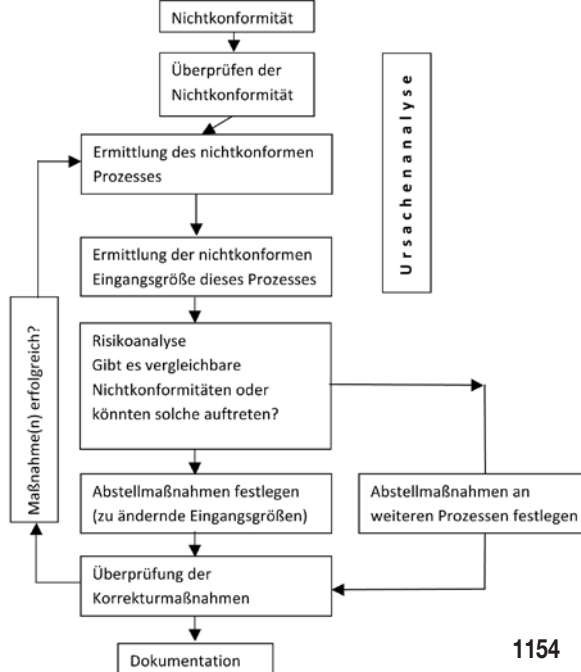 Nichtkonformität
Überprüfen der
Nichtkonformität
Ursachenanalyse
Ermittlung des nichtkonformen
Prozesses
Ermittlung der nichtkonformen
Eingangsgröße dieses Prozesses
Maßnahme(n) erfolgreich?
Risikoanalyse
Gibt es vergleichbare
Nichtkonformitäten oder
könnten solche auftreten?
Abstellmaßnahmen festlegen
(zu ändernde Eingangsgrößen)
Abstellmaßnahmen an
weiteren Prozessen festlegen
Überprüfung der
Korrekturmaßnahmen
Dokumentation
1154